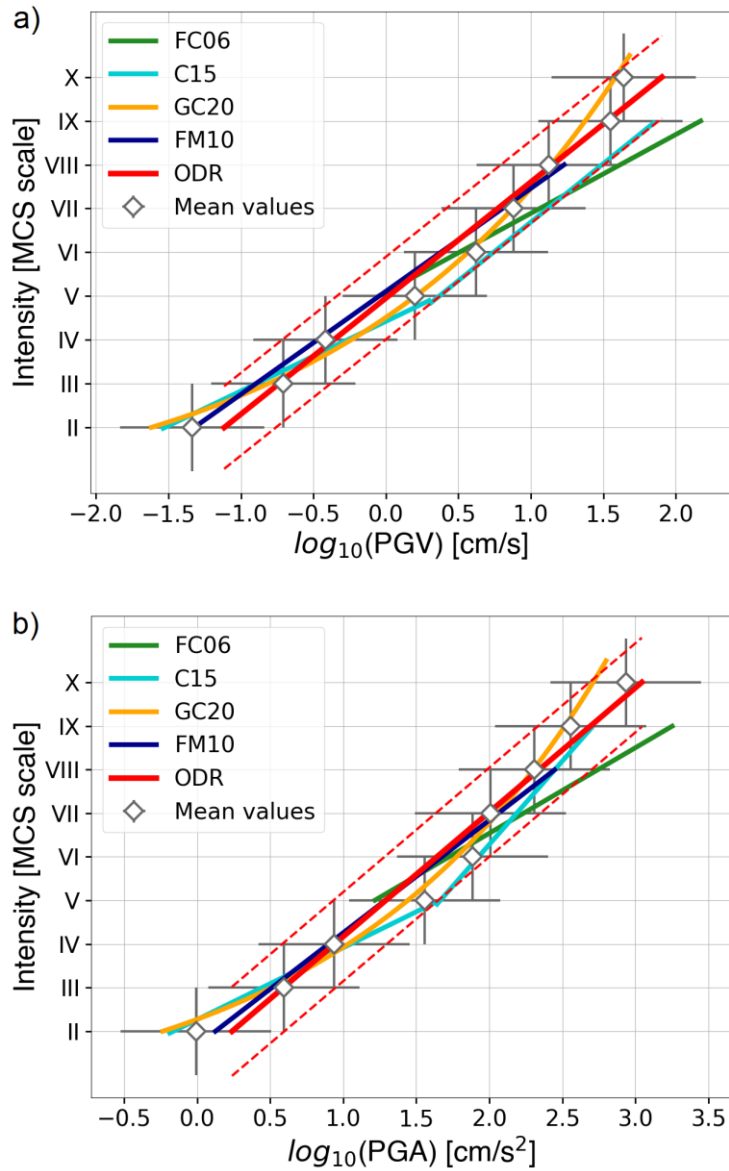 a)
FC06
C15
GC20
FM10
ODR
Mean values
Intensity [MCS scale]
X
IX
VIII
VII
VI
V
IV
III
II
−2.0 −1.5 −1.0 −0.5 0.0 0.5 1.0 1.5 2.0
log10(PGV) [cm/s]
b)
FC06
C15
GC20
FM10
ODR
Mean values
Intensity [MCS scale]
X
IX
VIII
VII
VI
V
IV
III
II
−0.5 0.0 0.5 1.0 1.5 2.0 2.5 3.0 3.5
log10(PGA) [cm/s²]